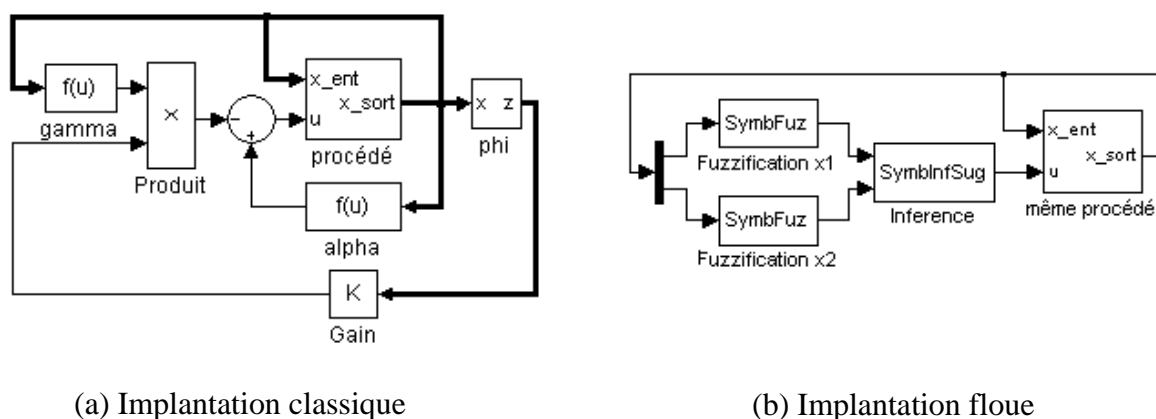 f(u)
gamma
×
Produit
−
+
x_ent
x_sort
u
procédé
x z
phi
f(u)
alpha
K
Gain
(a) Implantation classique
SymbFuz
Fuzzification x1
SymbFuz
Fuzzification x2
SymbInfSug
Inference
x_ent
x_sort
u
même procédé
(b) Implantation floue